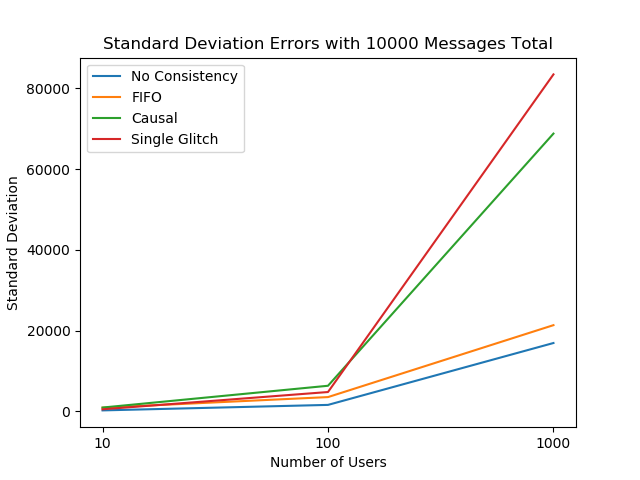 Standard Deviation Errors with 10000 Messages Total
No Consistency
FIFO
Causal
Single Glitch
80000
60000
40000
20000
0
Standard Deviation
10 100 1000
Number of Users